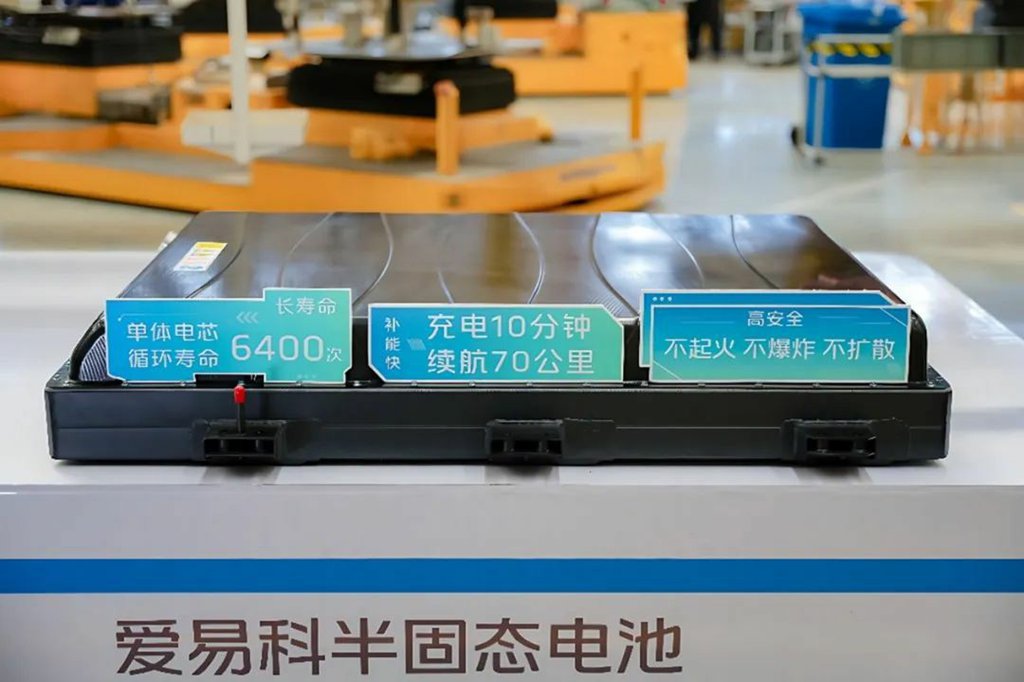 长寿命
单体电芯
循环寿命 6400次
补能快
充电10分钟
续航70公里
高安全
不起火 不爆炸 不扩散
爱易科半固态电池